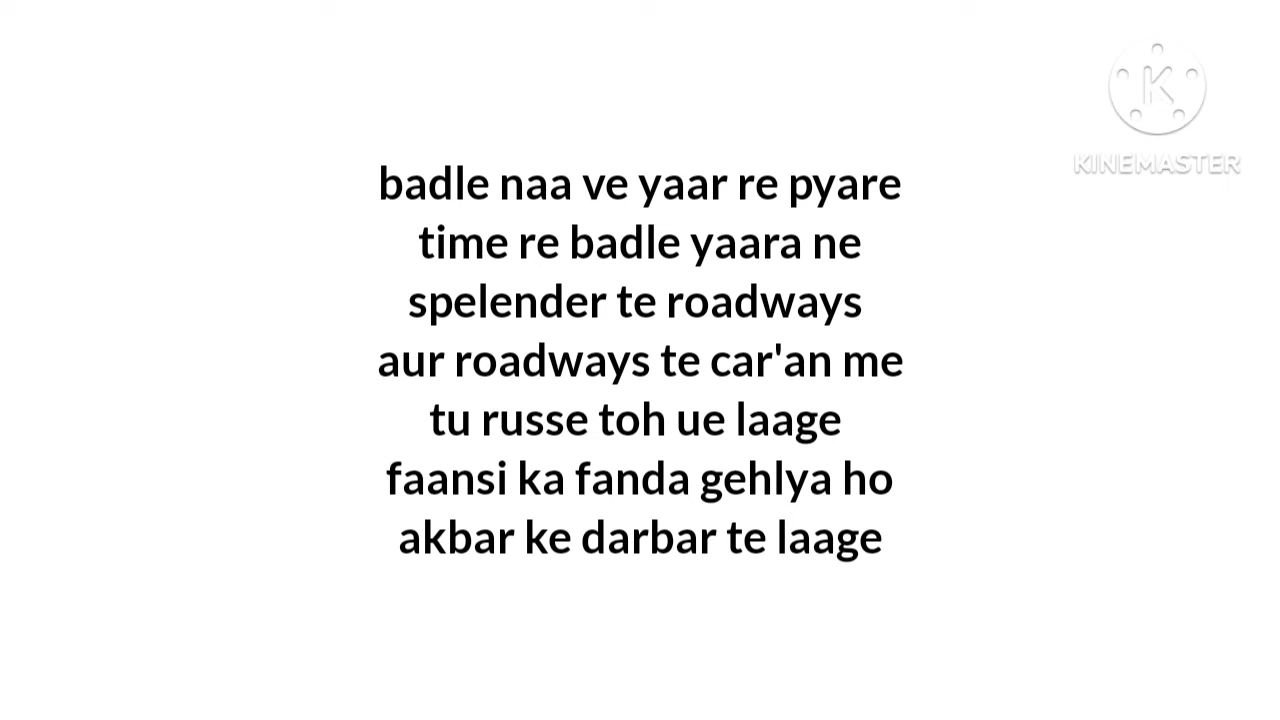 KINEMASTER
badle naa ve yaar re pyare
time re badle yaara ne
spelender te roadways
aur roadways te car'an me
tu russe toh ue laage
faansi ka fanda gehlya ho
akbar ke darbar te laage